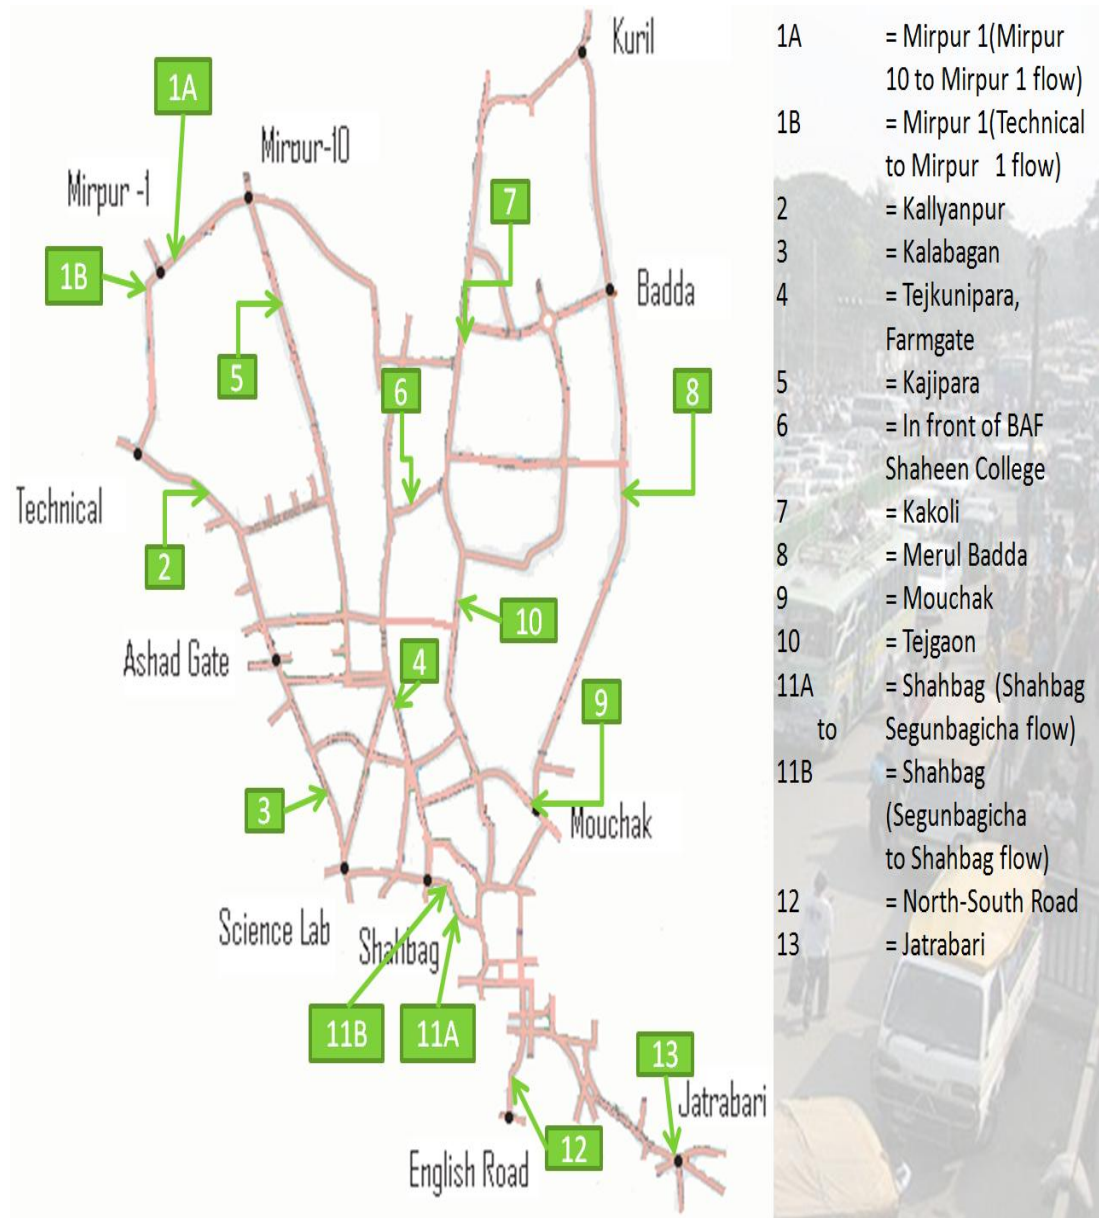 Kuril
1A
Mirpur-10
Mirpur -1
7
1B
Badda
5
6
8
Technical
2
10
Ashad Gate
4
9
3
Mouchak
Science Lab
Shahbag
11B
11A
13
Jatrabari
12
English Road
1A = Mirpur 1(Mirpur
10 to Mirpur 1 flow)
1B = Mirpur 1(Technical
to Mirpur 1 flow)
2 = Kallyanpur
3 = Kalabagan
4 = Tejkunipara,
Farmgate
5 = Kajipara
6 = In front of BAF
Shaheen College
7 = Kakoli
8 = Merul Badda
9 = Mouchak
10 = Tejgaon
11A = Shahbag (Shahbag
to Segunbagicha flow)
11B = Shahbag
(Segunbagicha
to Shahbag flow)
12 = North-South Road
13 = Jatrabari